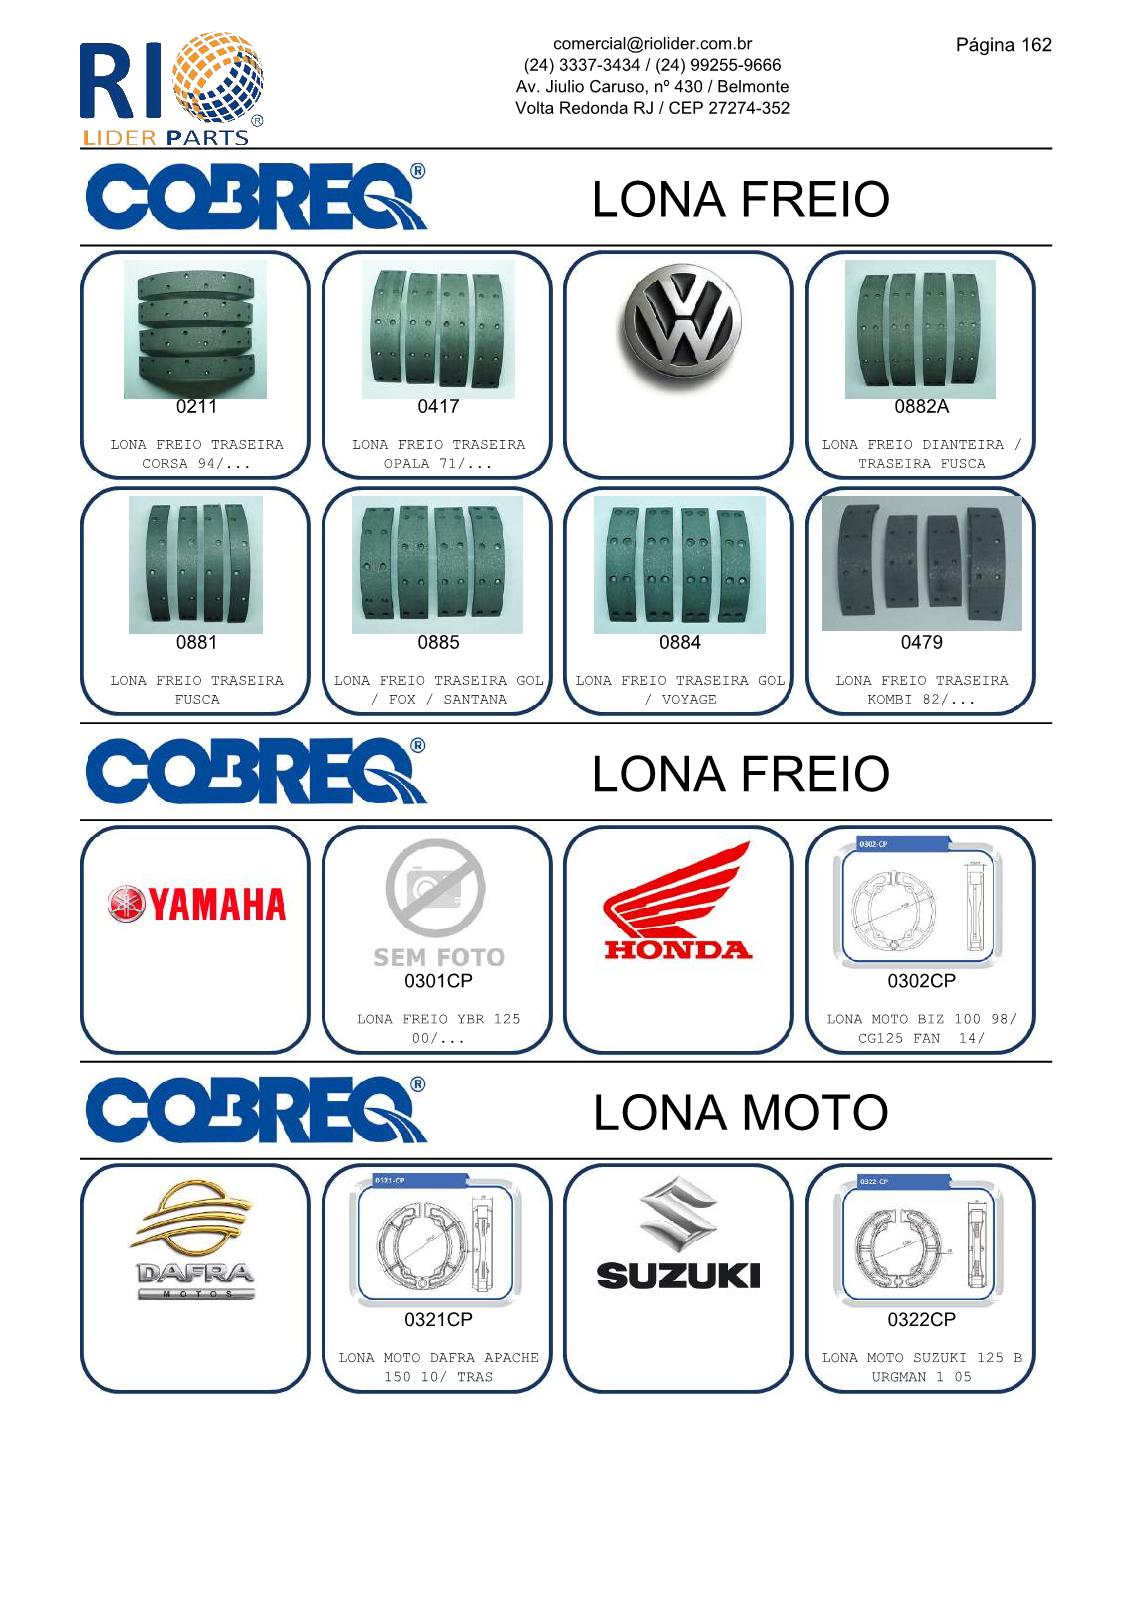 RIO
LIDER PARTS
®
comercial@riolider.com.br
(24) 3337-3434 / (24) 99255-9666
Av. Jiulio Caruso, nº 430 / Belmonte
Volta Redonda RJ / CEP 27274-352
Página 162
COBREQ®
LONA FREIO
0211
LONA FREIO TRASEIRA
CORSA 94/...
0417
LONA FREIO TRASEIRA
OPALA 71/...
0882A
LONA FREIO DIANTEIRA /
TRASEIRA FUSCA
0881
LONA FREIO TRASEIRA
FUSCA
0885
LONA FREIO TRASEIRA GOL
/ FOX / SANTANA
0884
LONA FREIO TRASEIRA GOL
/ VOYAGE
0479
LONA FREIO TRASEIRA
KOMBI 82/...
COBREQ®
LONA FREIO
YAMAHA
SEM FOTO
0301CP
LONA FREIO YBR 125
00/...
HONDA
0302-CP
0302CP
LONA MOTO BIZ 100 98/
CG125 FAN  14/
COBREQ®
LONA MOTO
DAFRA
MOTOS
0321-CP
0321CP
LONA MOTO DAFRA APACHE
150 10/ TRAS
SUZUKI
0322-CP
0322CP
LONA MOTO SUZUKI 125 B
URGMAN 1 05